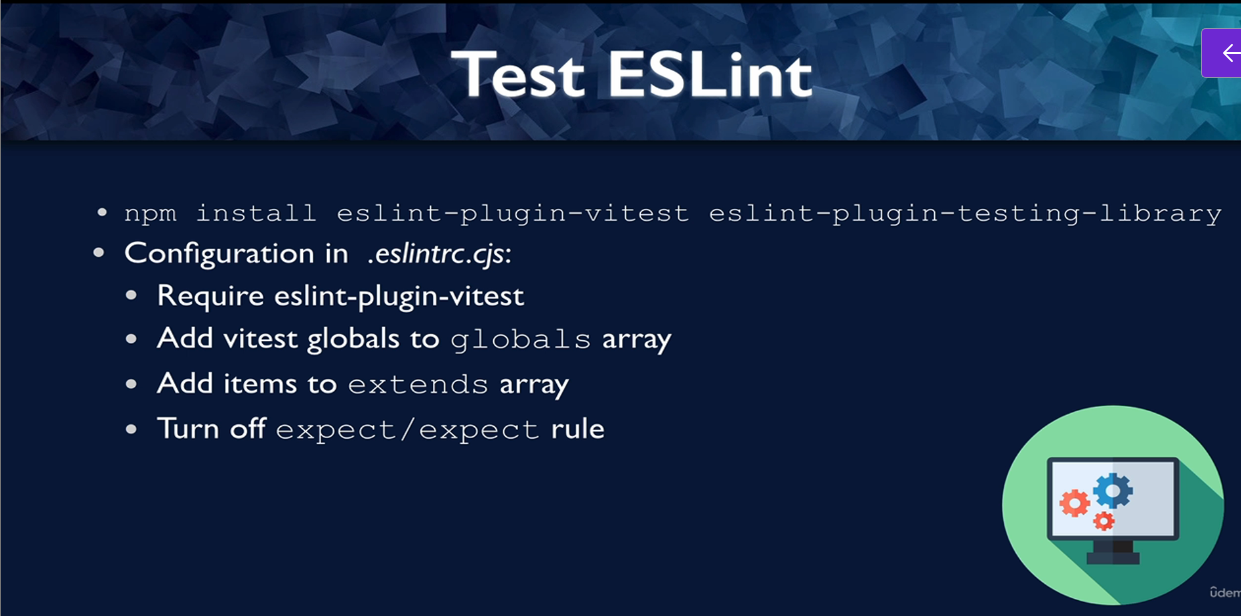 Test ESLint
• npm install eslint-plugin-vitest eslint-plugin-testing-library
• Configuration in .eslintrc.cjs:
• Require eslint-plugin-vitest
• Add vitest globals to globals array
• Add items to extends array
• Turn off expect/expect rule
ûdem